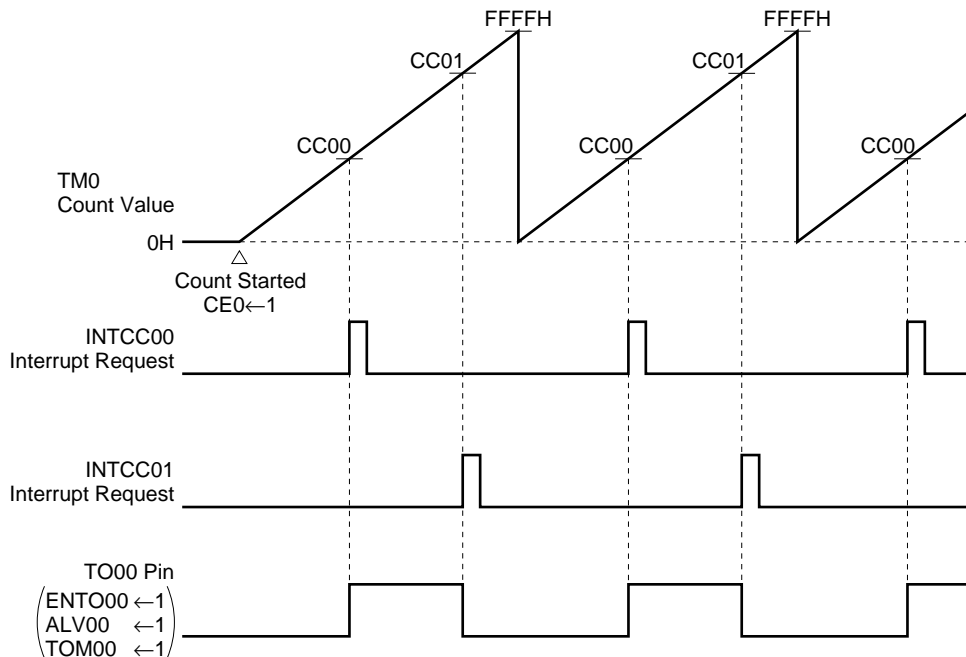 FFFFH
FFFFH
CC01
CC01
CC00
CC00
CC00
TM0
Count Value
0H
△
Count Started
CE0←1
INTCC00
Interrupt Request
INTCC01
Interrupt Request
TO00 Pin
ENTO00 ←1
ALV00 ←1
TOM00 ←1